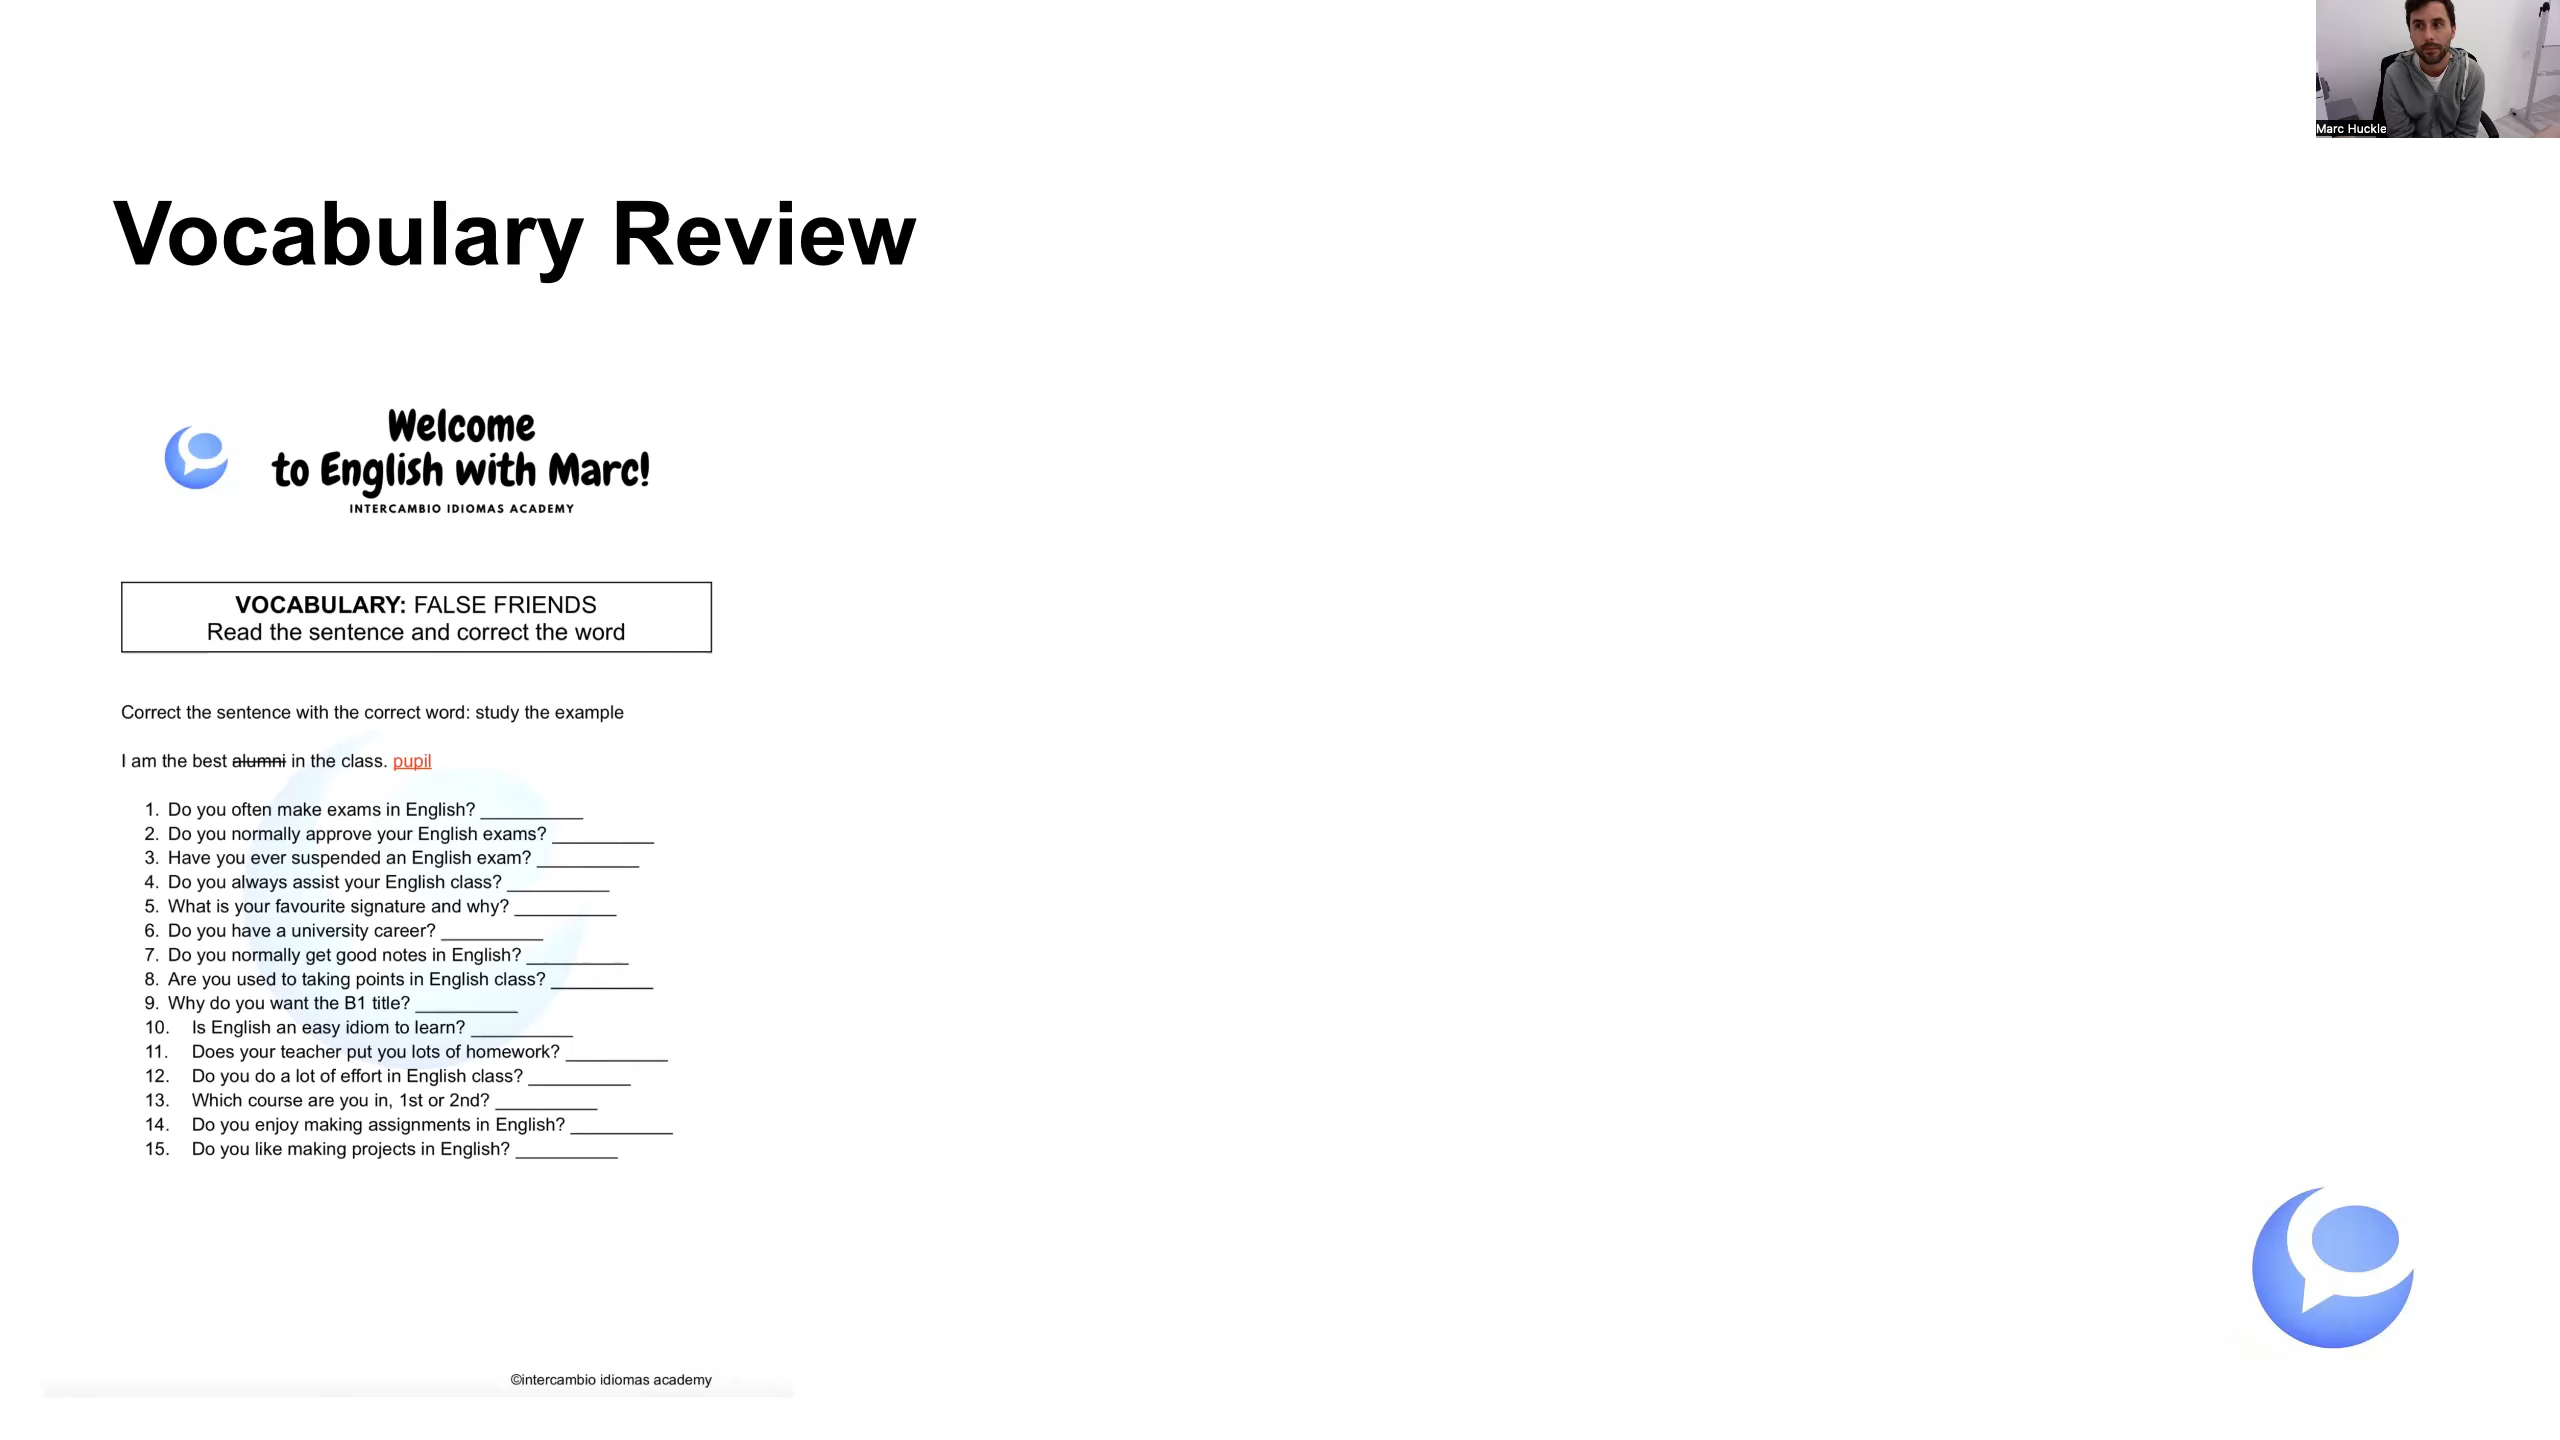 Marc Huckle
Vocabulary Review
Welcome
to English with Marc!
INTERCAMBIO IDIOMAS ACADEMY
VOCABULARY: FALSE FRIENDS
Read the sentence and correct the word
Correct the sentence with the correct word: study the example
I am the best alumni in the class. pupil
1. Do you often make exams in English? __________
2. Do you normally approve your English exams? __________
3. Have you ever suspended an English exam? __________
4. Do you always assist your English class? __________
5. What is your favourite signature and why? __________
6. Do you have a university career? __________
7. Do you normally get good notes in English? __________
8. Are you used to taking points in English class? __________
9. Why do you want the B1 title? __________
10. Is English an easy idiom to learn? __________
11. Does your teacher put you lots of homework? __________
12. Do you do a lot of effort in English class? __________
13. Which course are you in, 1st or 2nd? __________
14. Do you enjoy making assignments in English? __________
15. Do you like making projects in English? __________
©intercambio idiomas academy